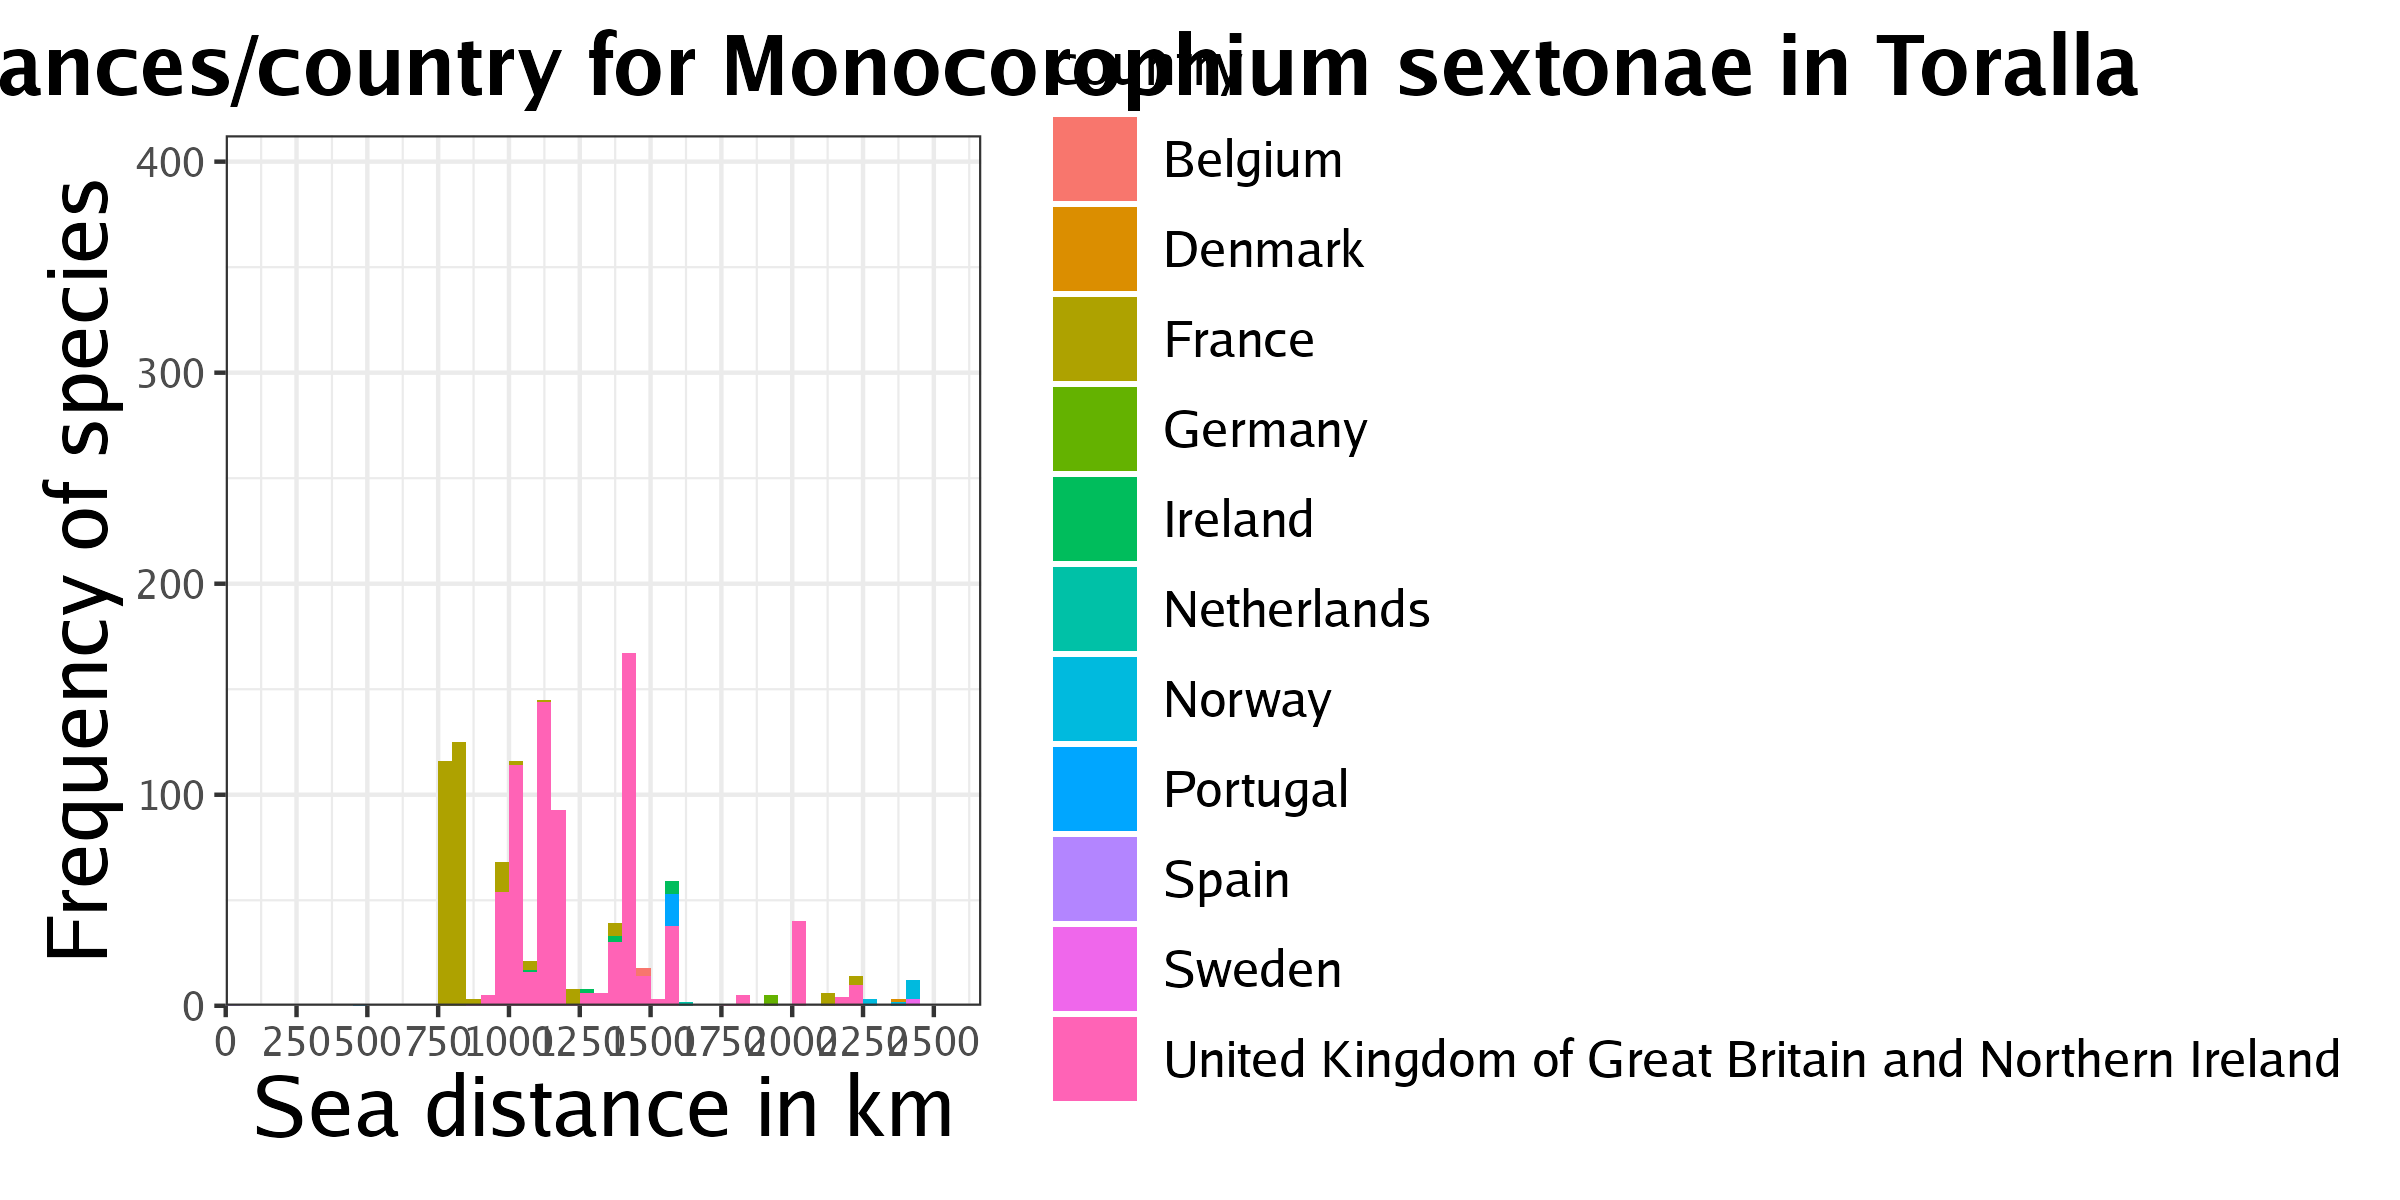 ances/country for Monocorophium sextonae in Toralla
country
Belgium
Denmark
France
Germany
Ireland
Netherlands
Norway
Portugal
Spain
Sweden
United Kingdom of Great Britain and Northern Ireland
Frequency of species
400
300
200
100
0
0 250 500 750 1000 1250 1500 1750 2000 2250 2500
Sea distance in km